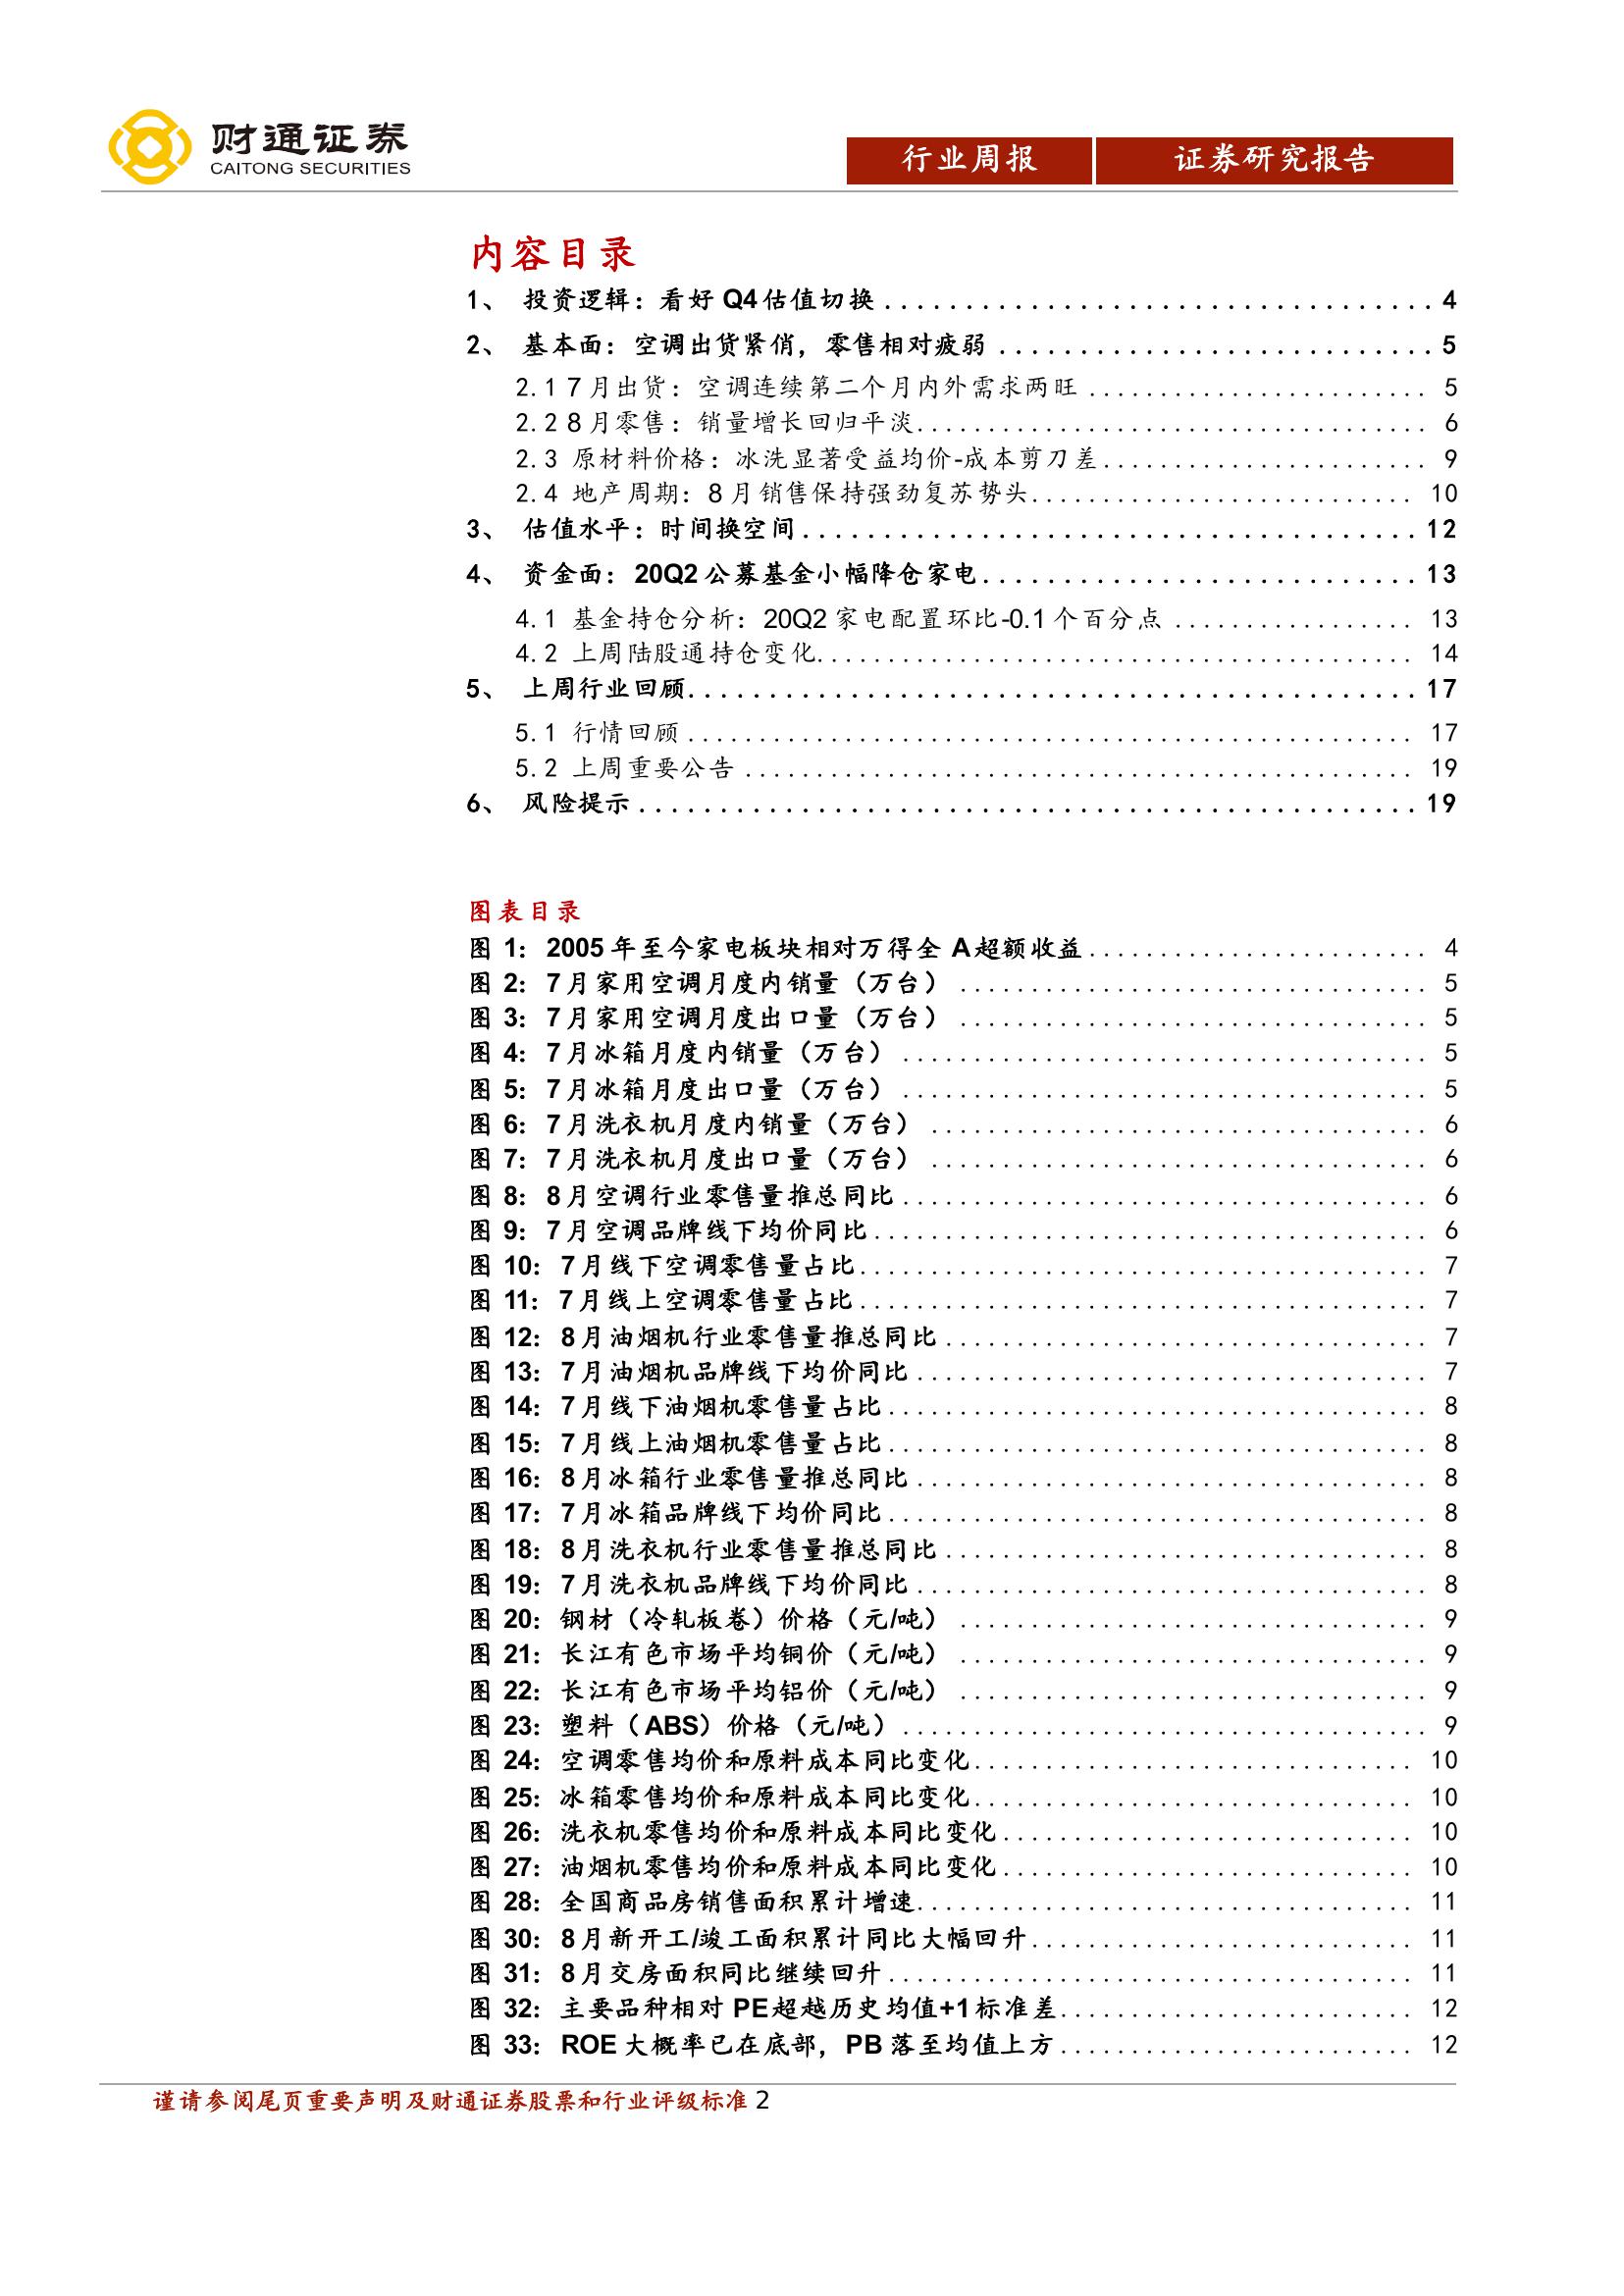 财通证券
CAITONG SECURITIES
行业周报 证券研究报告
内容目录
1、 投资逻辑：看好 Q4 估值切换 4
2、 基本面：空调出货紧俏，零售相对疲弱 5
2.1 7 月出货：空调连续第二个月内外需求两旺 5
2.2 8 月零售：销量增长回归平淡 6
2.3 原材料价格：冰洗显著受益均价-成本剪刀差 9
2.4 地产周期：8 月销售保持强劲复苏势头 10
3、 估值水平：时间换空间 12
4、 资金面：20Q2 公募基金小幅降仓家电 13
4.1 基金持仓分析：20Q2 家电配置环比-0.1 个百分点 13
4.2 上周陆股通持仓变化 14
5、 上周行业回顾 17
5.1 行情回顾 17
5.2 上周重要公告 19
6、 风险提示 19
图表目录
图 1：2005 年至今家电板块相对万得全 A 超额收益 4
图 2：7 月家用空调月度内销量（万台） 5
图 3：7 月家用空调月度出口量（万台） 5
图 4：7 月冰箱月度内销量（万台） 5
图 5：7 月冰箱月度出口量（万台） 5
图 6：7 月洗衣机月度内销量（万台） 6
图 7：7 月洗衣机月度出口量（万台） 6
图 8：8 月空调行业零售量推总同比 6
图 9：7 月空调品牌线下均价同比 6
图 10：7 月线下空调零售量占比 7
图 11：7 月线上空调零售量占比 7
图 12：8 月油烟机行业零售量推总同比 7
图 13：7 月油烟机品牌线下均价同比 7
图 14：7 月线下油烟机零售量占比 8
图 15：7 月线上油烟机零售量占比 8
图 16：8 月冰箱行业零售量推总同比 8
图 17：7 月冰箱品牌线下均价同比 8
图 18：8 月洗衣机行业零售量推总同比 8
图 19：7 月洗衣机品牌线下均价同比 8
图 20：钢材（冷轧板卷）价格（元/吨） 9
图 21：长江有色市场平均铜价（元/吨） 9
图 22：长江有色市场平均铝价（元/吨） 9
图 23：塑料（ABS）价格（元/吨） 9
图 24：空调零售均价和原料成本同比变化 10
图 25：冰箱零售均价和原料成本同比变化 10
图 26：洗衣机零售均价和原料成本同比变化 10
图 27：油烟机零售均价和原料成本同比变化 10
图 28：全国商品房销售面积累计增速 11
图 30：8 月新开工/竣工面积累计同比大幅回升 11
图 31：8 月交房面积同比继续回升 11
图 32：主要品种相对 PE 超越历史均值+1 标准差 12
图 33：ROE 大概率已在底部，PB 落至均值上方 12
谨请参阅尾页重要声明及财通证券股票和行业评级标准 2